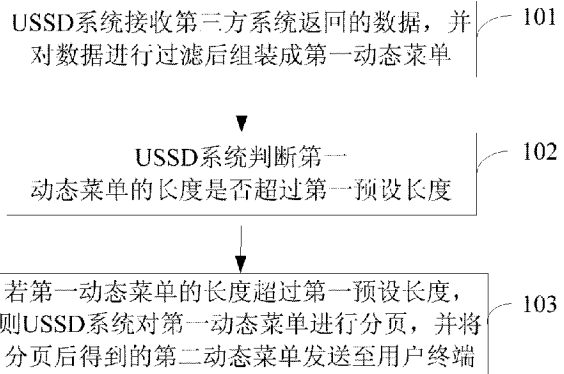 USSD系统接收第三方系统返回的数据，并
对数据进行过滤后组装成第一动态菜单
101
USSD系统判断第一
动态菜单的长度是否超过第一预设长度
102
若第一动态菜单的长度超过第一预设长度，
则USSD系统对第一动态菜单进行分页，并将
分页后得到的第二动态菜单发送至用户终端
103